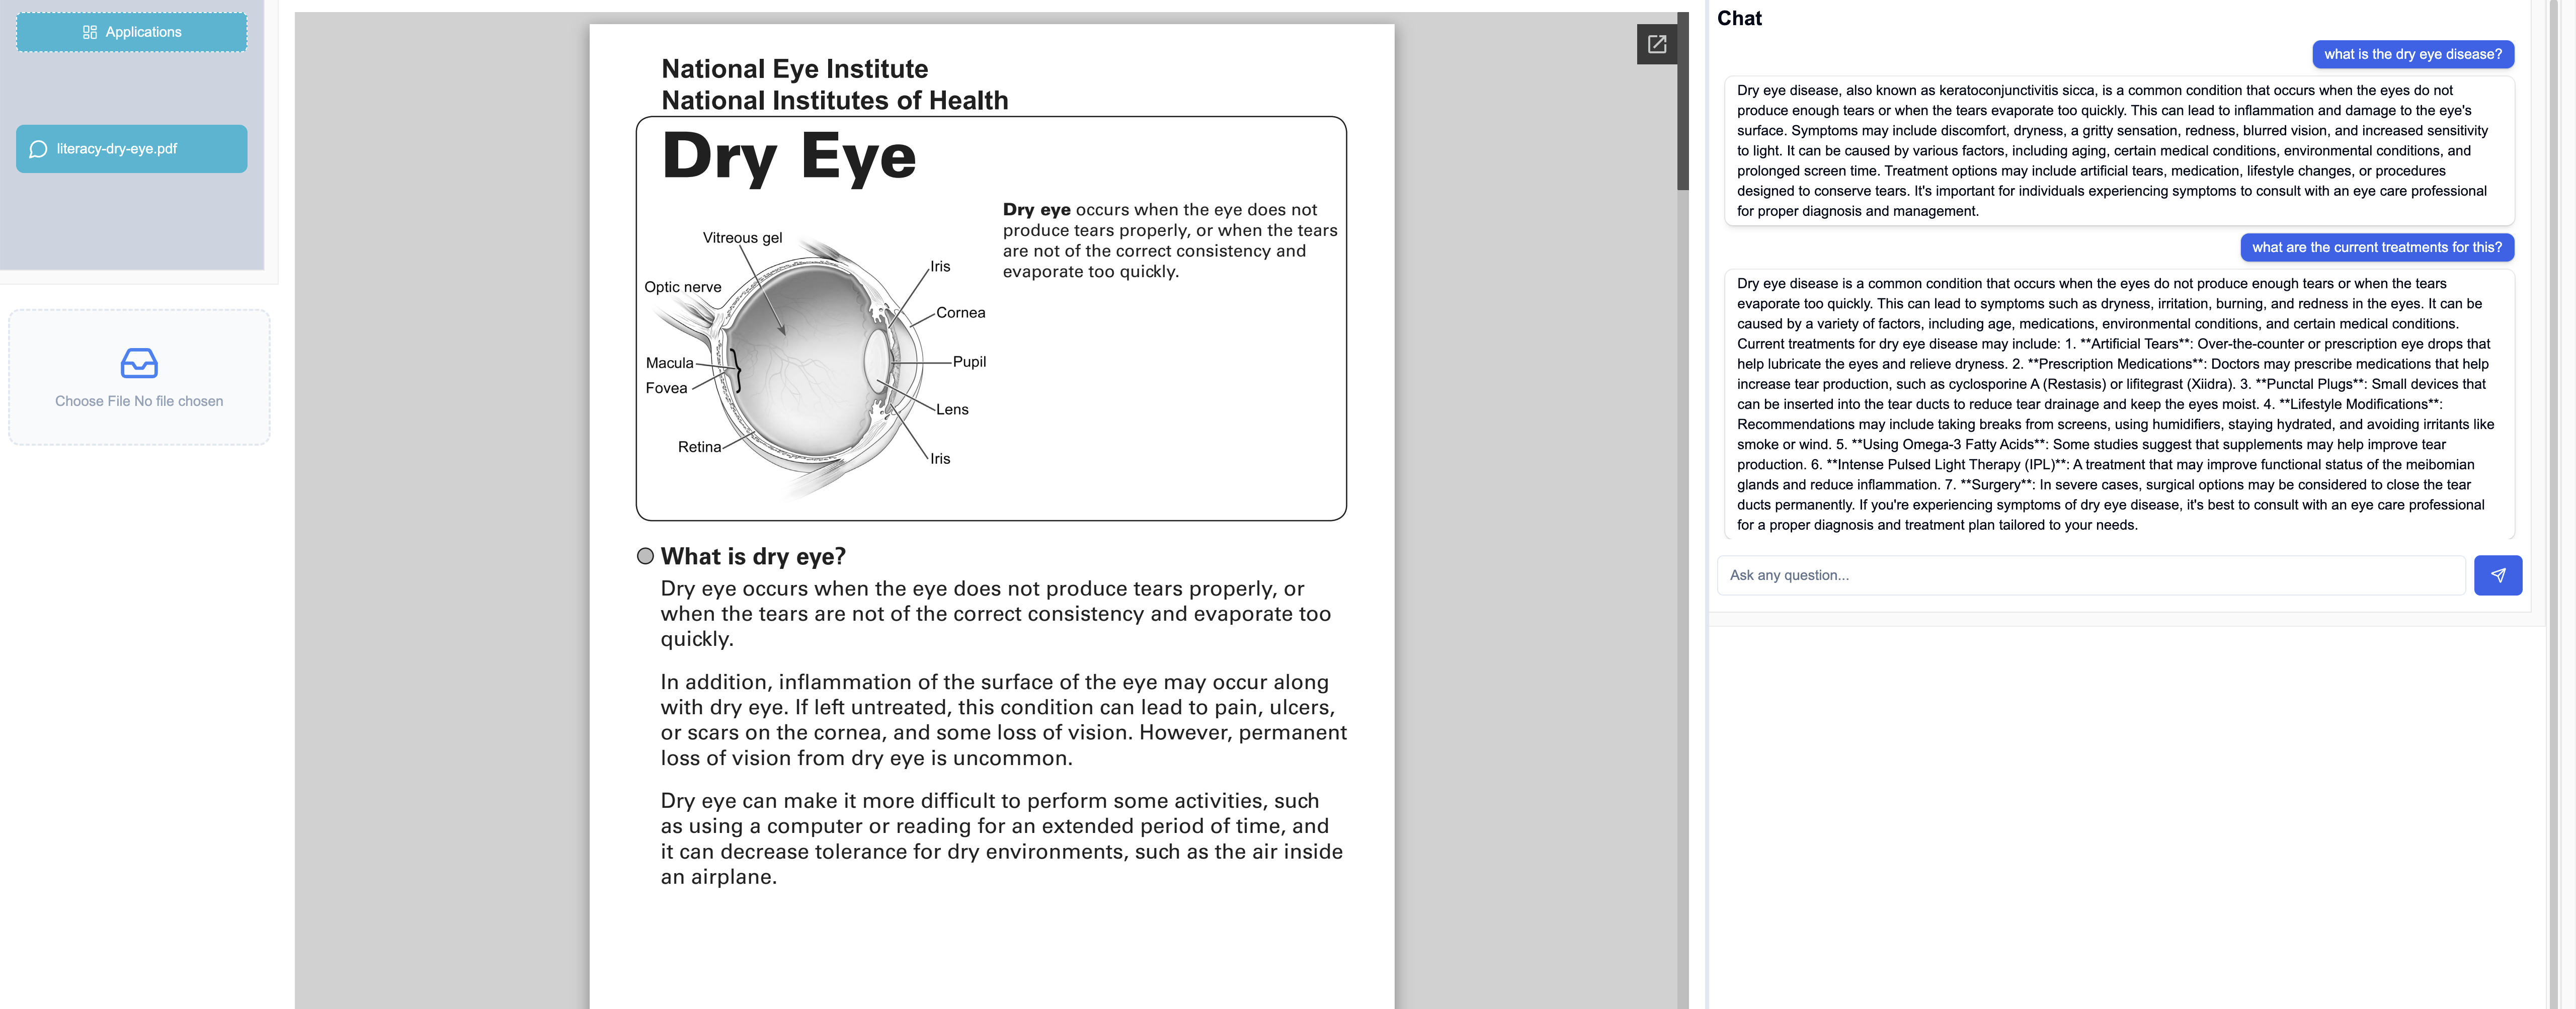 Applications
literacy-dry-eye.pdf
Choose File No file chosen
National Eye Institute
National Institutes of Health
Dry Eye
Dry eye occurs when the eye does not
produce tears properly, or when the tears
are not of the correct consistency and
evaporate too quickly.
Vitreous gel
Optic nerve
Macula
Fovea
Retina
Iris
Cornea
Pupil
Lens
Iris
What is dry eye?
Dry eye occurs when the eye does not produce tears properly, or
when the tears are not of the correct consistency and evaporate too
quickly.
In addition, inflammation of the surface of the eye may occur along
with dry eye. If left untreated, this condition can lead to pain, ulcers,
or scars on the cornea, and some loss of vision. However, permanent
loss of vision from dry eye is uncommon.
Dry eye can make it more difficult to perform some activities, such
as using a computer or reading for an extended period of time, and
it can decrease tolerance for dry environments, such as the air inside
an airplane.
Chat
what is the dry eye disease?
Dry eye disease, also known as keratoconjunctivitis sicca, is a common condition that occurs when the eyes do not
produce enough tears or when the tears evaporate too quickly. This can lead to inflammation and damage to the eye's
surface. Symptoms may include discomfort, dryness, a gritty sensation, redness, blurred vision, and increased sensitivity
to light. It can be caused by various factors, including aging, certain medical conditions, environmental conditions, and
prolonged screen time. Treatment options may include artificial tears, medication, lifestyle changes, or procedures
designed to conserve tears. It's important for individuals experiencing symptoms to consult with an eye care professional
for proper diagnosis and management.
what are the current treatments for this?
Dry eye disease is a common condition that occurs when the eyes do not produce enough tears or when the tears
evaporate too quickly. This can lead to symptoms such as dryness, irritation, burning, and redness in the eyes. It can be
caused by a variety of factors, including age, medications, environmental conditions, and certain medical conditions.
Current treatments for dry eye disease may include: 1. **Artificial Tears**: Over-the-counter or prescription eye drops that
help lubricate the eyes and relieve dryness. 2. **Prescription Medications**: Doctors may prescribe medications that help
increase tear production, such as cyclosporine A (Restasis) or lifitegrast (Xiidra). 3. **Punctal Plugs**: Small devices that
can be inserted into the tear ducts to reduce tear drainage and keep the eyes moist. 4. **Lifestyle Modifications**:
Recommendations may include taking breaks from screens, using humidifiers, staying hydrated, and avoiding irritants like
smoke or wind. 5. **Using Omega-3 Fatty Acids**: Some studies suggest that supplements may help improve tear
production. 6. **Intense Pulsed Light Therapy (IPL)**: A treatment that may improve functional status of the meibomian
glands and reduce inflammation. 7. **Surgery**: In severe cases, surgical options may be considered to close the tear
ducts permanently. If you're experiencing symptoms of dry eye disease, it's best to consult with an eye care professional
for a proper diagnosis and treatment plan tailored to your needs.
Ask any question...